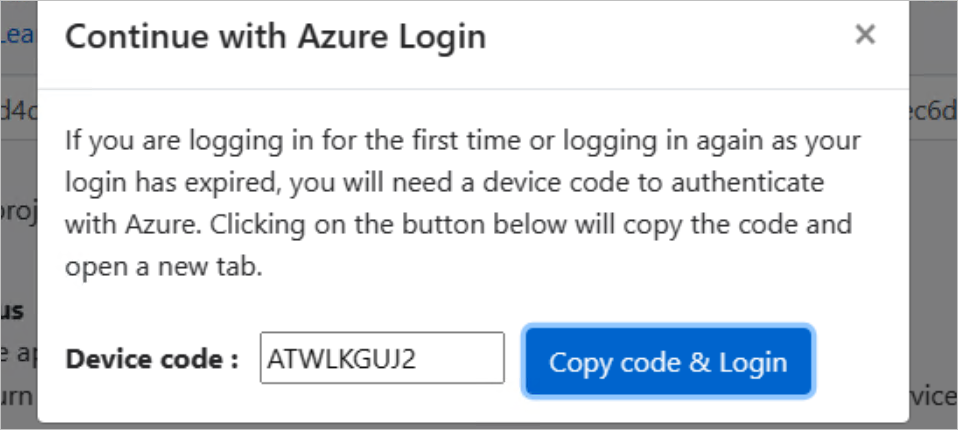 Continue with Azure Login ×
Lea
d4c
ec6d
If you are logging in for the first time or logging in again as your
login has expired, you will need a device code to authenticate
proj
with Azure. Clicking on the button below will copy the code and
open a new tab.
us
e ap
Device code : ATWLKGUJ2 Copy code & Login
urn
vice